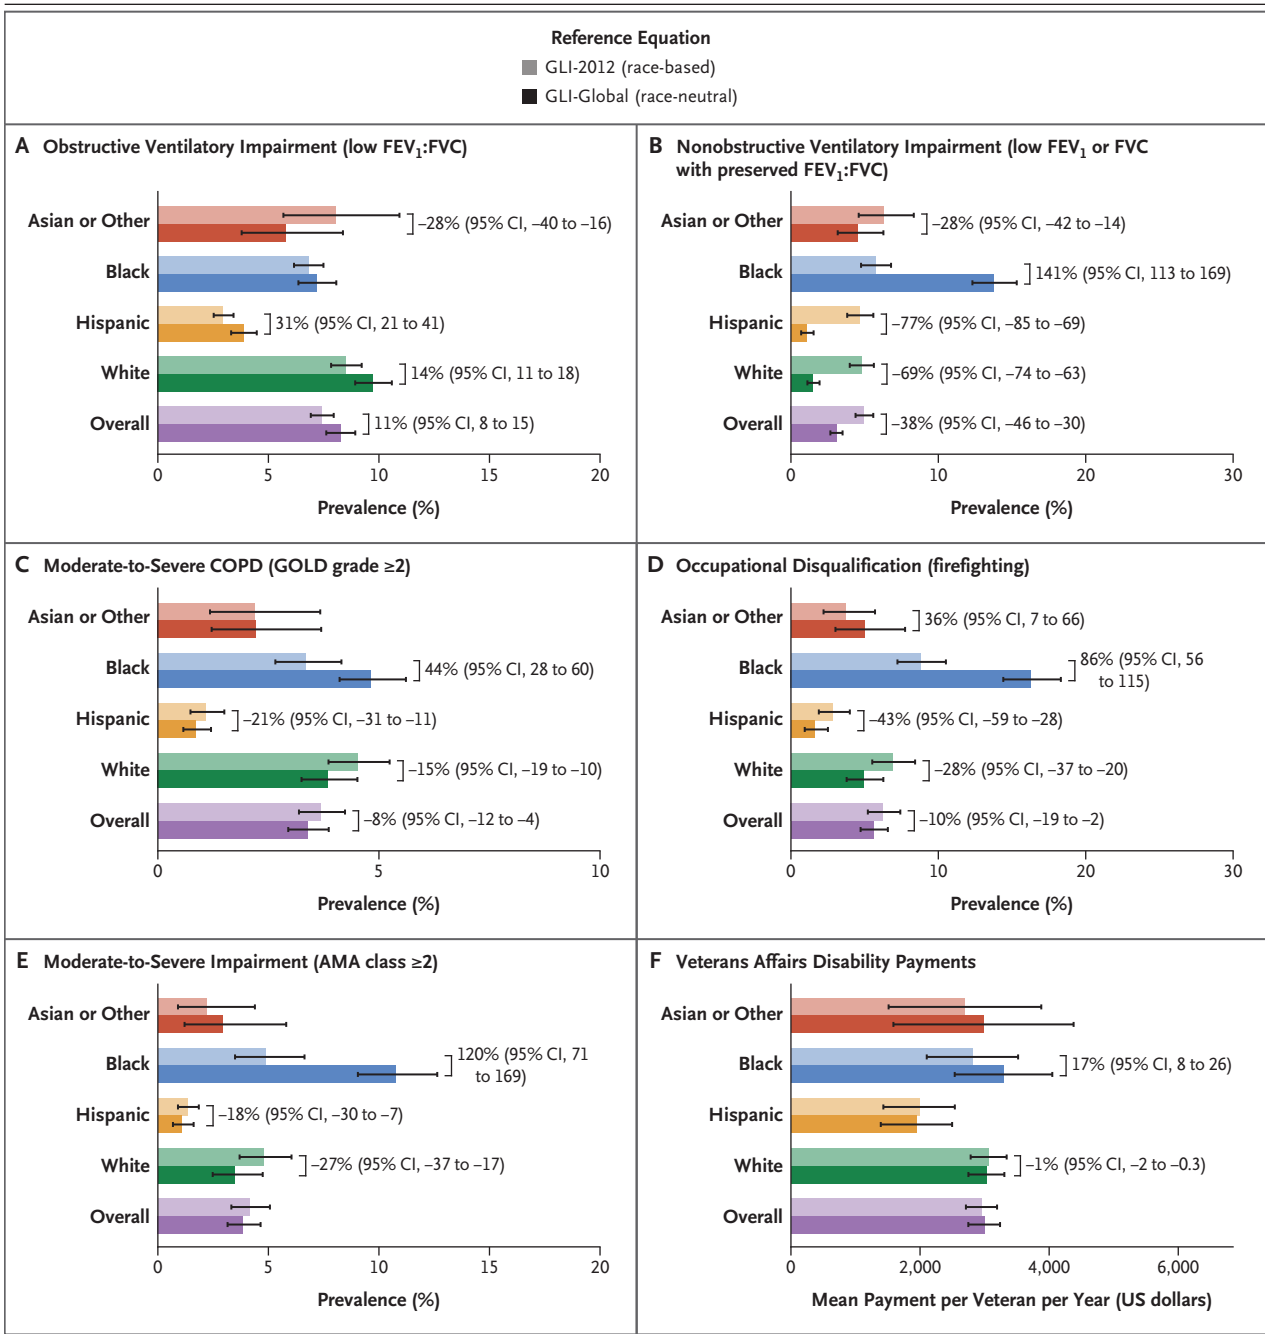 Reference Equation
GLI-2012 (race-based)
GLI-Global (race-neutral)
A Obstructive Ventilatory Impairment (low FEV1:FVC)
Asian or Other
–28% (95% CI, –40 to –16)
Black
Hispanic
31% (95% CI, 21 to 41)
White
14% (95% CI, 11 to 18)
Overall
11% (95% CI, 8 to 15)
0 5 10 15 20
Prevalence (%)
B Nonobstructive Ventilatory Impairment (low FEV1 or FVC
with preserved FEV1:FVC)
Asian or Other
–28% (95% CI, –42 to –14)
Black
141% (95% CI, 113 to 169)
Hispanic
–77% (95% CI, –85 to –69)
White
–69% (95% CI, –74 to –63)
Overall
–38% (95% CI, –46 to –30)
0 10 20 30
Prevalence (%)
C Moderate-to-Severe COPD (GOLD grade ≥2)
Asian or Other
Black
44% (95% CI, 28 to 60)
Hispanic
–21% (95% CI, –31 to –11)
White
–15% (95% CI, –19 to –10)
Overall
–8% (95% CI, –12 to –4)
0 5 10
Prevalence (%)
D Occupational Disqualification (firefighting)
Asian or Other
36% (95% CI, 7 to 66)
Black
86% (95% CI, 56
to 115)
Hispanic
–43% (95% CI, –59 to –28)
White
–28% (95% CI, –37 to –20)
Overall
–10% (95% CI, –19 to –2)
0 10 20 30
Prevalence (%)
E Moderate-to-Severe Impairment (AMA class ≥2)
Asian or Other
Black
120% (95% CI, 71
to 169)
Hispanic
–18% (95% CI, –30 to –7)
White
–27% (95% CI, –37 to –17)
Overall
0 5 10 15 20
Prevalence (%)
F Veterans Affairs Disability Payments
Asian or Other
Black
17% (95% CI, 8 to 26)
Hispanic
White
–1% (95% CI, –2 to –0.3)
Overall
0 2,000 4,000 6,000
Mean Payment per Veteran per Year (US dollars)